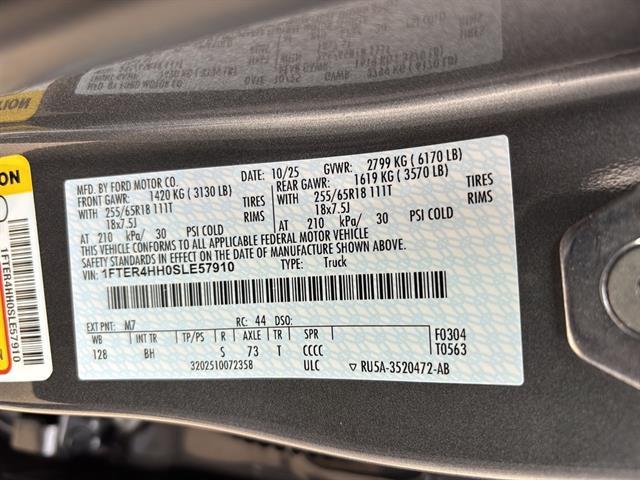 MFD. BY FORD MOTOR CO.
DATE: 10/25 GVWR: 2799 KG ( 6170 LB)
FRONT GAWR: 1420 KG ( 3130 LB)
REAR GAWR: 1619 KG ( 3570 LB)
WITH 255/65R18 111T TIRES
WITH 255/65R18 111T TIRES
18x7.5J RIMS
18x7.5J RIMS
AT 210 kPa/ 30 PSI COLD
AT 210 kPa/ 30 PSI COLD
THIS VEHICLE CONFORMS TO ALL APPLICABLE FEDERAL MOTOR VEHICLE
SAFETY STANDARDS IN EFFECT ON THE DATE OF MANUFACTURE SHOWN ABOVE.
VIN: 1FTER4HH0SLE57910 TYPE: Truck
EXT PNT: M7 RC: 44 DSO:
WB INT TR TP/PS R AXLE TR SPR F0304
128 BH S 73 T CCCC T0563
3202510072358 ULC ▽ RU5A-3520472-AB
1FTER4HH0SLE57910